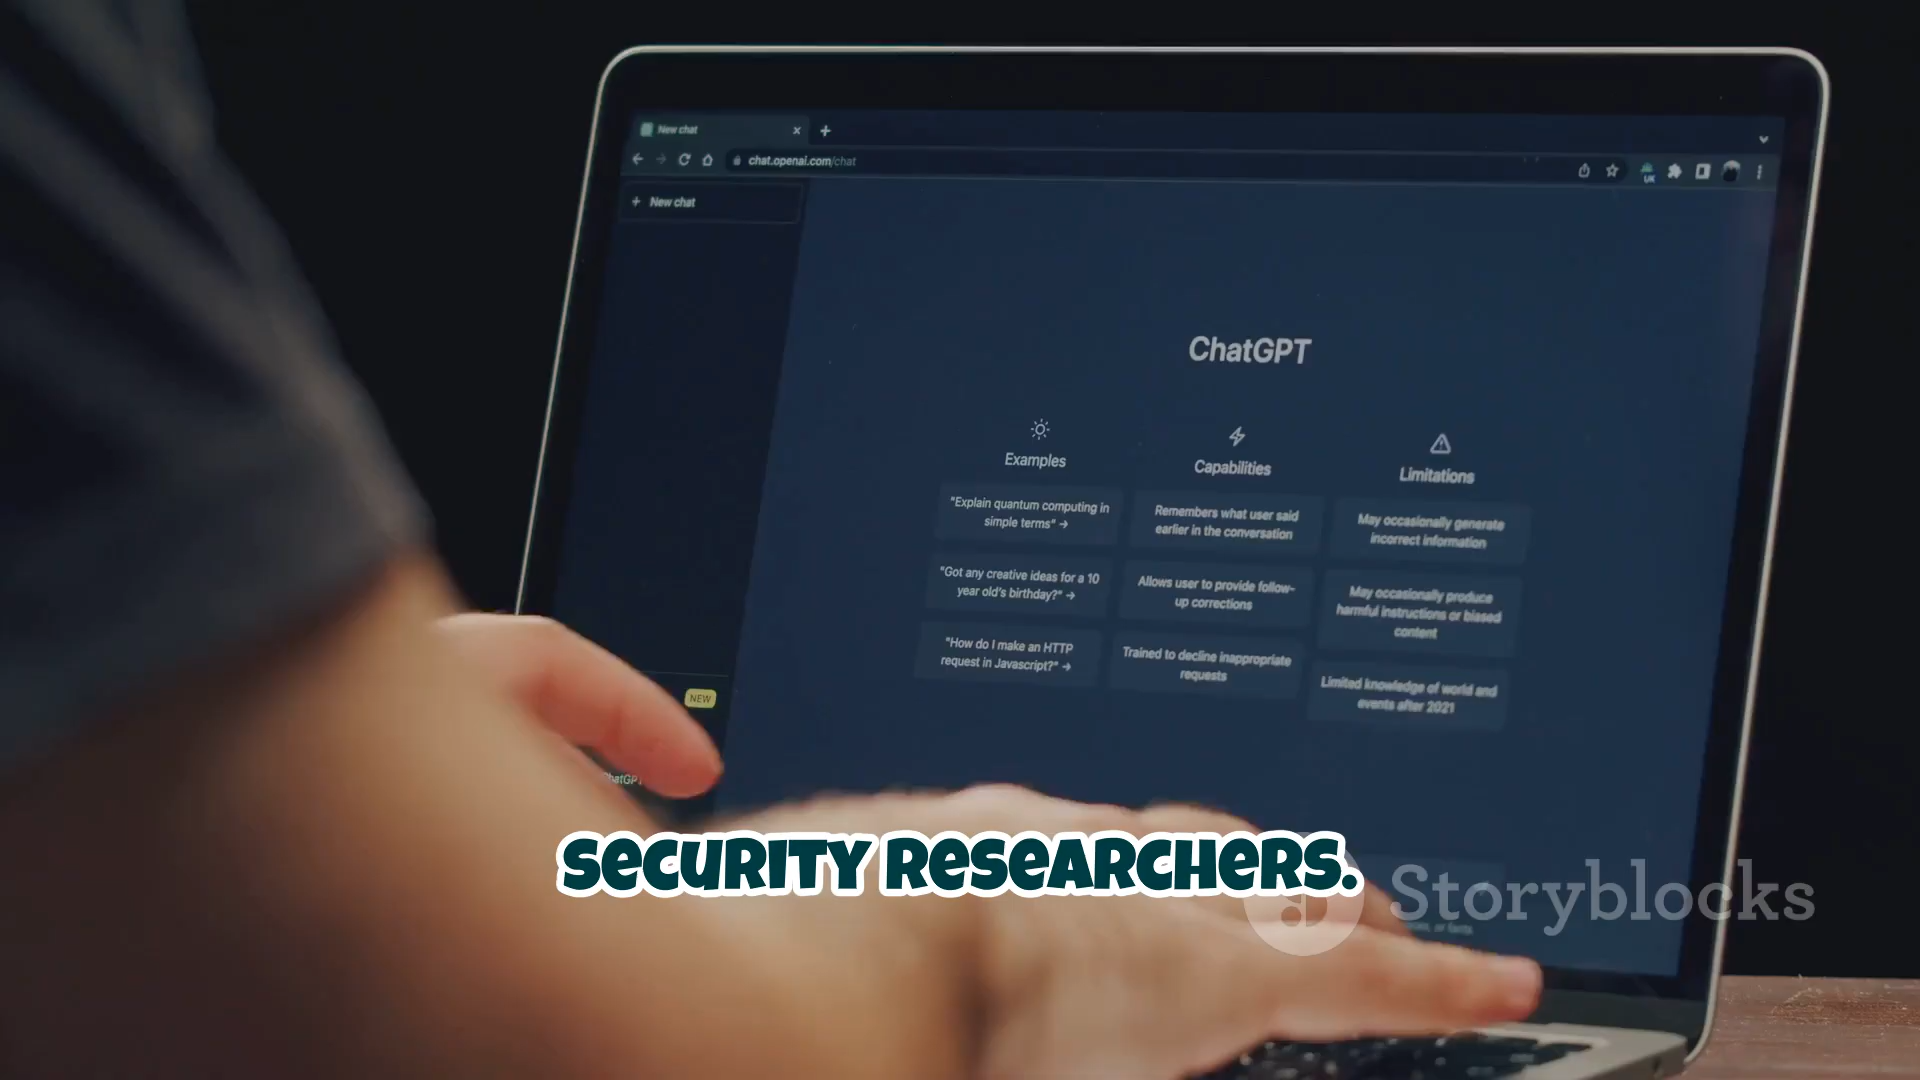 New chat
chat.openai.com/chat
UK
New chat
ChatGPT
Examples
"Explain quantum computing in
simple terms" →
"Got any creative ideas for a 10
year old's birthday?" →
"How do I make an HTTP
request in Javascript?" →
Capabilities
Remembers what user said
earlier in the conversation
Allows user to provide follow-
up corrections
Trained to decline inappropriate
requests
Limitations
May occasionally generate
incorrect information
May occasionally produce
harmful instructions or biased
content
Limited knowledge of world and
events after 2021
NEW
ChatGPT
SECURITY RESEARCHERS.
Storyblocks